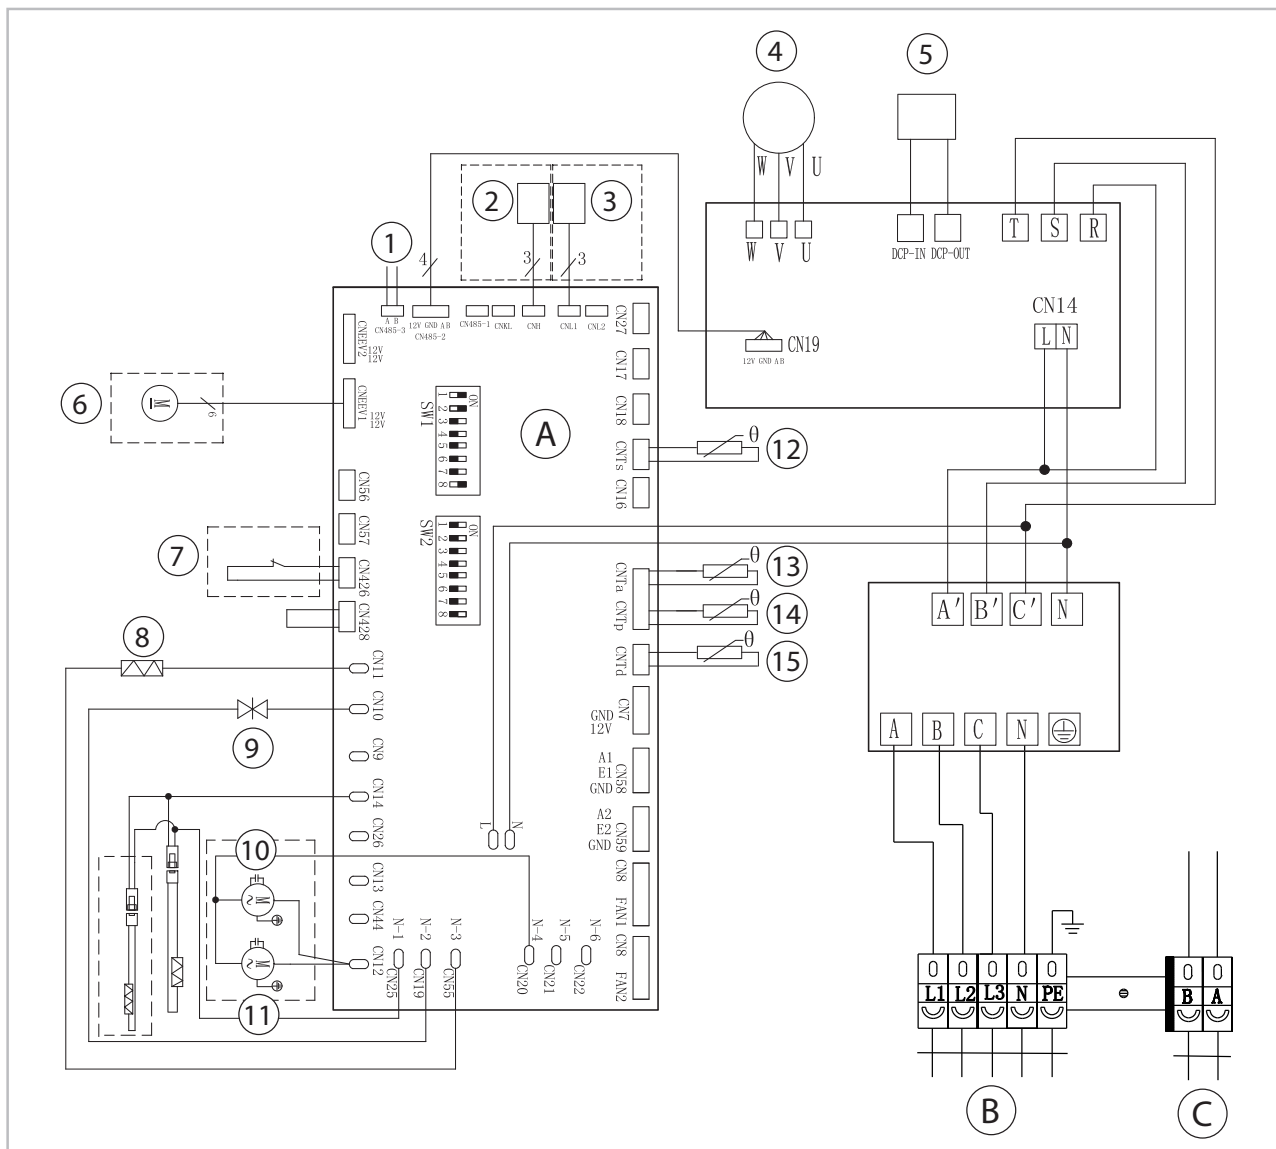 4
5
W V U
2
3
1
4
3
3
T
S
R
W V U
DCP-IN
DCP-OUT
CN14
L N
CN19
12V GND A B
A B
CN485-3
12V GND A B
CN485-2
CN485-1
CNKL
CNH
CNL1
CNL2
CNEEV2
12V
12V
CN27
CN17
6
M
6
CNEEV1
12V
12V
SW1
ON
1
2
3
4
5
6
7
8
A
CN18
CNTs
θ
12
CN16
CN56
CN57
SW2
ON
1
2
3
4
5
6
7
8
7
CN426
CN428
CNTa
θ
13
CNTp
θ
14
CNTd
θ
15
8
CN11
CN10
9
CN9
CN14
CN26
CN13
CN44
CN12
CN7
GND
12V
A1
E1
GND
CN58
A2
E2
GND
CN59
CN8
FAN1
CN8
FAN2
L
N
10
M
~
M
~
11
N-1
N-2
N-3
CN25
CN19
CN55
N-4
N-5
N-6
CN20
CN21
CN22
A'
B'
C'
N
A
B
C
N
L1
L2
L3
N
PE
B
A
B
C